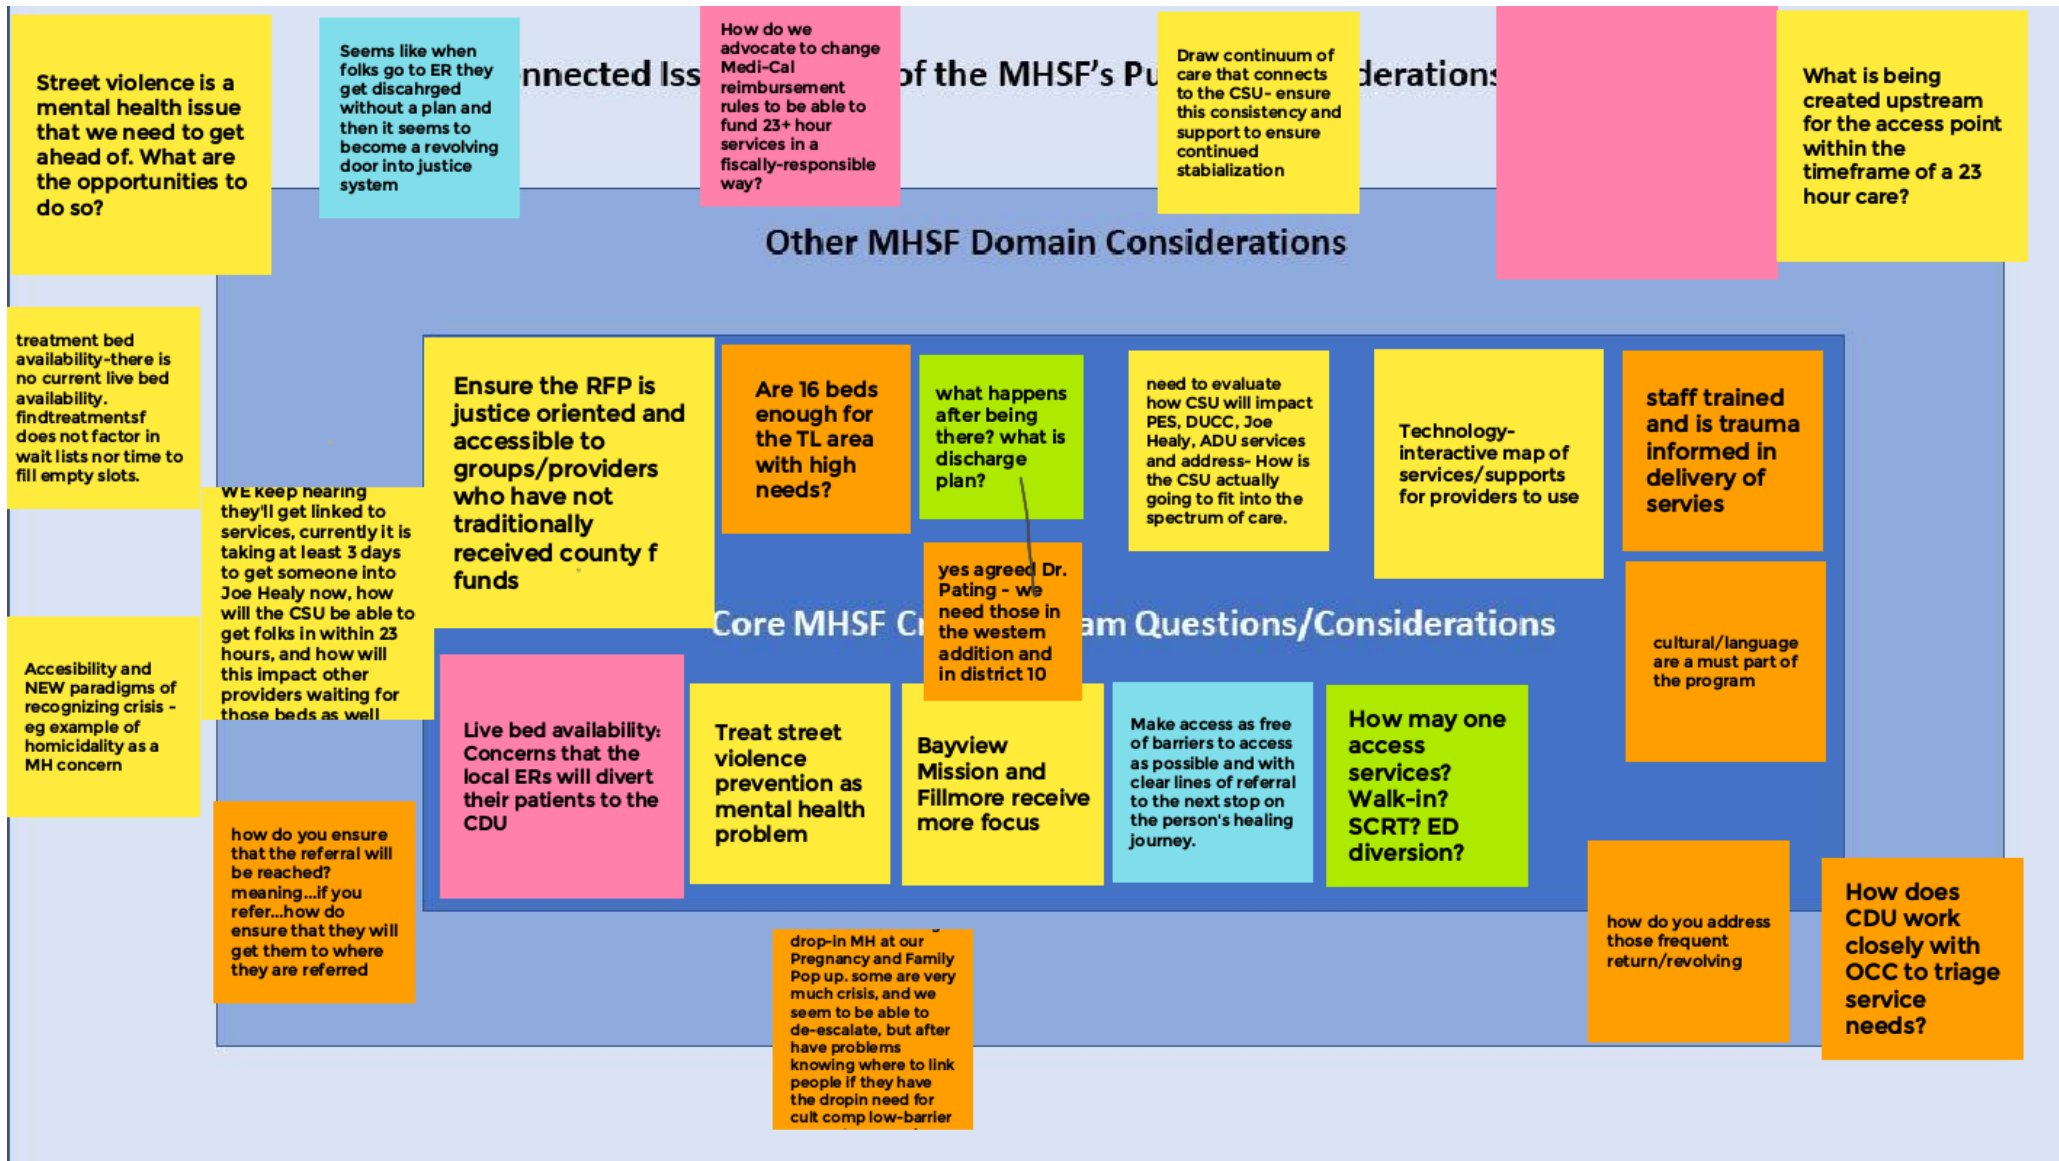 Street violence is a
mental health issue
that we need to get
ahead of. What are
the opportunities to
do so?
Seems like when
folks go to ER they
get discahrged
without a plan and
then it seems to
become a revolving
door into justice
system
nnected Iss
How do we
advocate to change
Medi-Cal
reimbursement
rules to be able to
fund 23+ hour
services in a
fiscally-responsible
way?
of the MHSF's Pu
Draw continuum of
care that connects
to the CSU- ensure
this consistency and
support to ensure
continued
stabialization
derations
What is being
created upstream
for the access point
within the
timeframe of a 23
hour care?
Other MHSF Domain Considerations
treatment bed
availability-there is
no current live bed
availability.
findtreatmentsf
does not factor in
wait lists nor time to
fill empty slots.
WE keep hearing
they'll get linked to
services, currently it is
taking at least 3 days
to get someone into
Joe Healy now, how
will the CSU be able to
get folks in within 23
hours, and how will
this impact other
providers waiting for
those beds as well
Ensure the RFP is
justice oriented and
accessible to
groups/providers
who have not
traditionally
received county f
funds
Are 16 beds
enough for
the TL area
with high
needs?
what happens
after being
there? what is
discharge
plan?
need to evaluate
how CSU will impact
PES, DUCC, Joe
Healy, ADU services
and address- How is
the CSU actually
going to fit into the
spectrum of care.
Technology-
interactive map of
services/supports
for providers to use
staff trained
and is trauma
informed in
delivery of
servies
yes agreed Dr.
Pating - we
need those in
the western
addition and
in district 10
Core MHSF Cr
am Questions/Considerations
cultural/language
are a must part of
the program
Accesibility and
NEW paradigms of
recognizing crisis -
eg example of
homicidality as a
MH concern
Live bed availability:
Concerns that the
local ERs will divert
their patients to the
CDU
Treat street
violence
prevention as
mental health
problem
Bayview
Mission and
Fillmore receive
more focus
Make access as free
of barriers to access
as possible and with
clear lines of referral
to the next stop on
the person's healing
journey.
How may one
access
services?
Walk-in?
SCRT? ED
diversion?
how do you ensure
that the referral will
be reached?
meaning...if you
refer...how do
ensure that they will
get them to where
they are referred
drop-in MH at our
Pregnancy and Family
Pop up. some are very
much crisis, and we
seem to be able to
de-escalate, but after
have problems
knowing where to link
people if they have
the dropin need for
cult comp low-barrier
how do you address
those frequent
return/revolving
How does
CDU work
closely with
OCC to triage
service
needs?